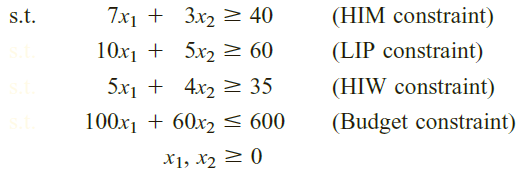 s.t. 7x₁ + 3x₂ ≥ 40 (HIM constraint)
s.t. 10x₁ + 5x₂ ≥ 60 (LIP constraint)
s.t. 5x₁ + 4x₂ ≥ 35 (HIW constraint)
s.t. 100x₁ + 60x₂ ≤ 600 (Budget constraint)
x₁, x₂ ≥ 0